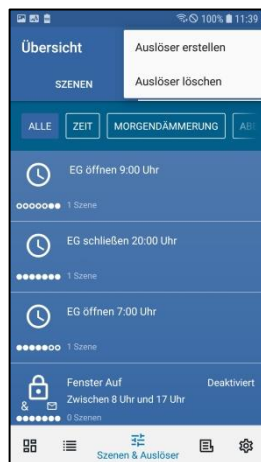 100% 11:39
Übersicht
Auslöser erstellen
Auslöser löschen
SZENEN
ALLE ZEIT MORGENDÄMMERUNG AB
EG öffnen 9:00 Uhr
1 Szene
EG schließen 20:00 Uhr
1 Szene
EG öffnen 7:00 Uhr
1 Szene
Fenster Auf Deaktiviert
Zwischen 8 Uhr und 17 Uhr
&
0 Szenen
Szenen & Auslöser